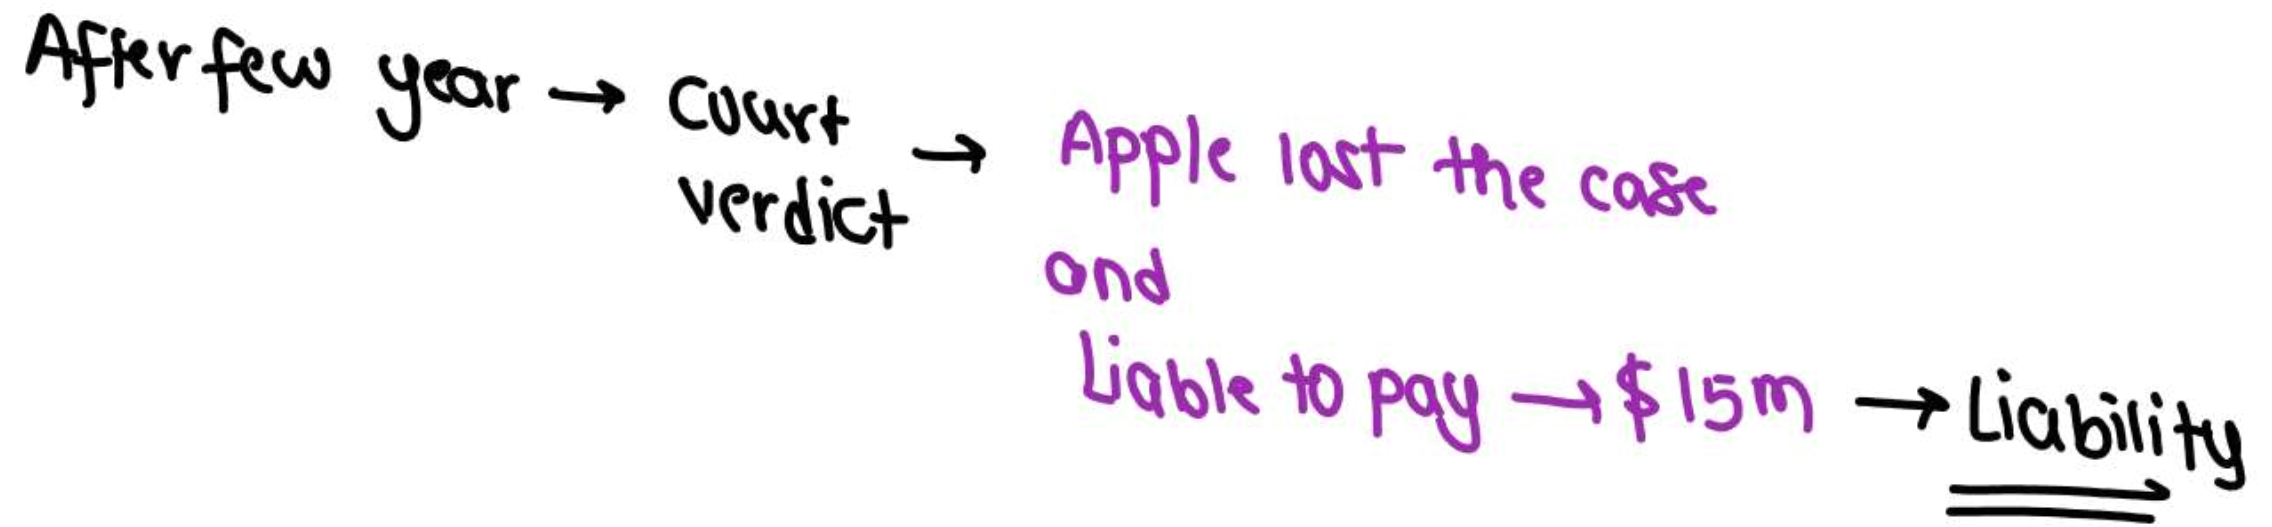 After few year → Court
verdict → Apple lost the case
and
Liable to pay → $15m → Liability